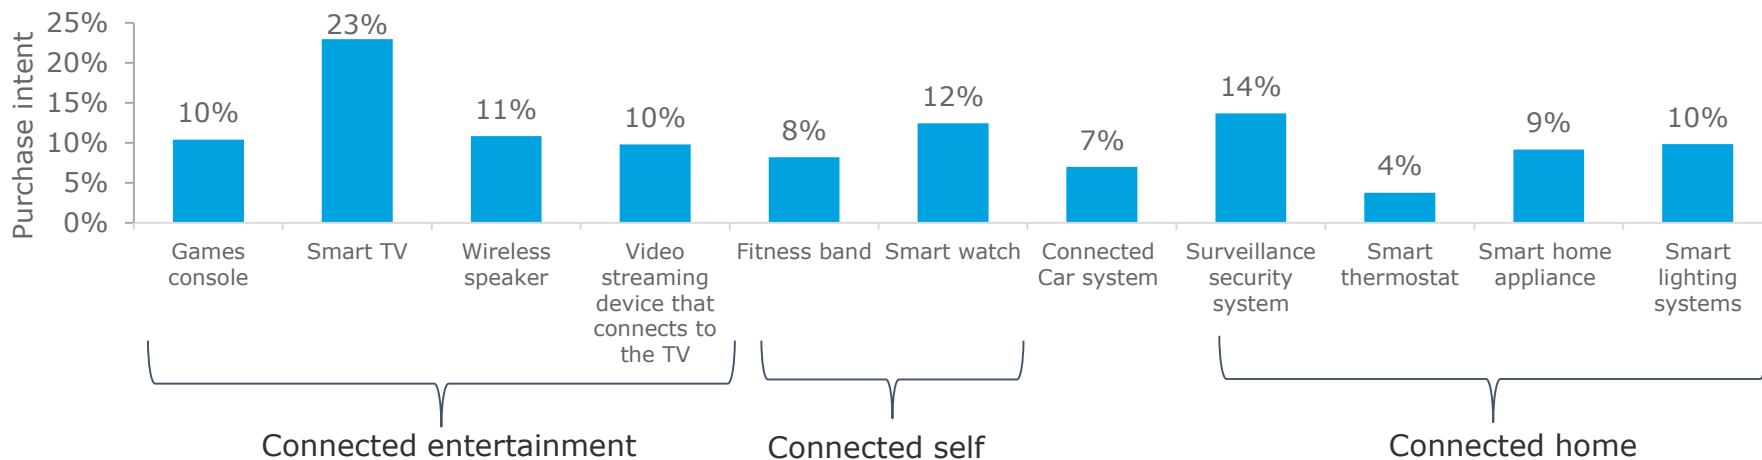 Purchase intent
25%
20%
15%
10%
5%
0%
10%
23%
11%
10%
8%
12%
7%
14%
4%
9%
10%
Games
console
Smart TV
Wireless
speaker
Video
streaming
device that
connects to
the TV
Fitness band
Smart watch
Connected
Car system
Surveillance
security
system
Smart
thermostat
Smart home
appliance
Smart
lighting
systems
Connected entertainment
Connected self
Connected home